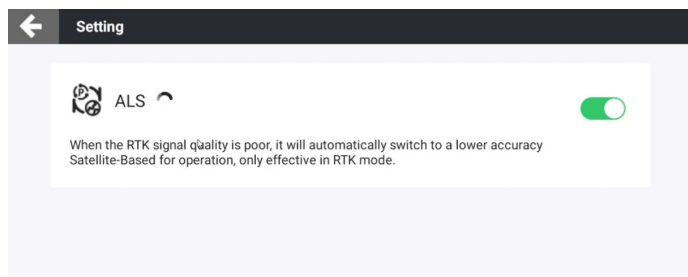 Setting
P
ALS
When the RTK signal quality is poor, it will automatically switch to a lower accuracy
Satellite-Based for operation, only effective in RTK mode.